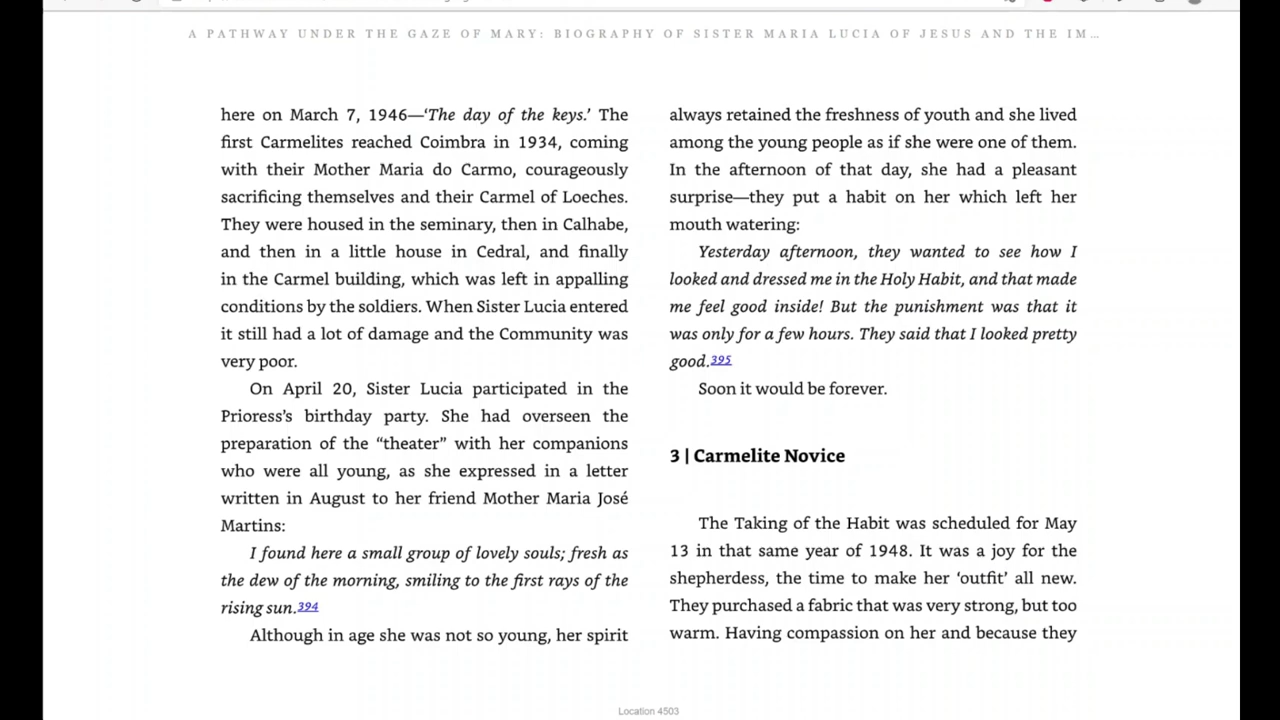 A PATHWAY UNDER THE GAZE OF MARY: BIOGRAPHY OF SISTER MARIA LUCIA OF JESUS AND THE IM…
here on March 7, 1946—‘The day of the keys.’ The
first Carmelites reached Coimbra in 1934, coming
with their Mother Maria do Carmo, courageously
sacrificing themselves and their Carmel of Loeches.
They were housed in the seminary, then in Calhabe,
and then in a little house in Cedral, and finally
in the Carmel building, which was left in appalling
conditions by the soldiers. When Sister Lucia entered
it still had a lot of damage and the Community was
very poor.
On April 20, Sister Lucia participated in the
Prioress’s birthday party. She had overseen the
preparation of the “theater” with her companions
who were all young, as she expressed in a letter
written in August to her friend Mother Maria José
Martins:
I found here a small group of lovely souls; fresh as
the dew of the morning, smiling to the first rays of the
rising sun.394
Although in age she was not so young, her spirit
always retained the freshness of youth and she lived
among the young people as if she were one of them.
In the afternoon of that day, she had a pleasant
surprise—they put a habit on her which left her
mouth watering:
Yesterday afternoon, they wanted to see how I
looked and dressed me in the Holy Habit, and that made
me feel good inside! But the punishment was that it
was only for a few hours. They said that I looked pretty
good.395
Soon it would be forever.
3 | Carmelite Novice
The Taking of the Habit was scheduled for May
13 in that same year of 1948. It was a joy for the
shepherdess, the time to make her ‘outfit’ all new.
They purchased a fabric that was very strong, but too
warm. Having compassion on her and because they
Location 4503